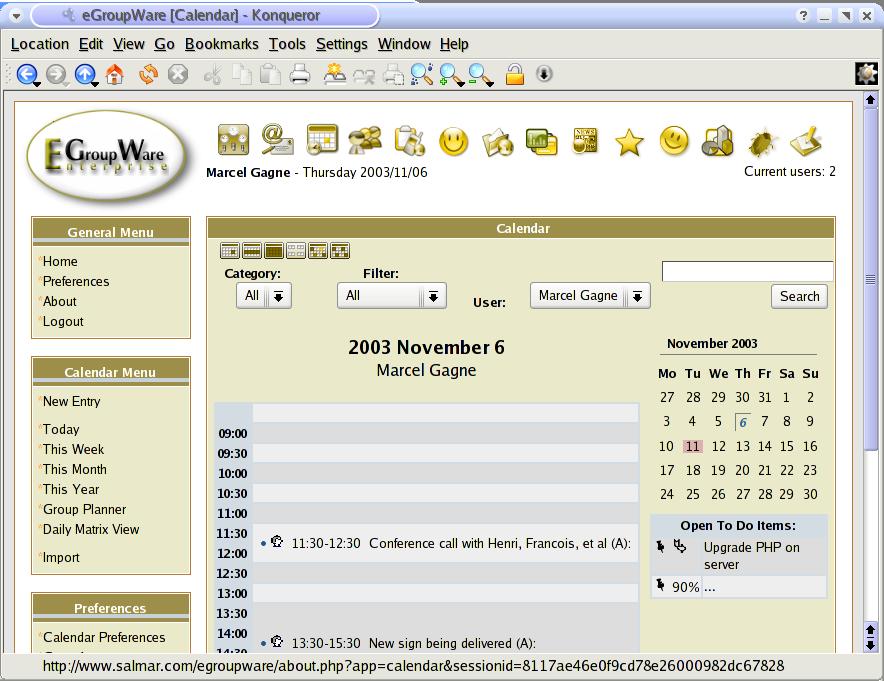 eGroupWare [Calendar] - Konqueror
Location Edit View Go Bookmarks Tools Settings Window Help
EGroupWare
Enterprise
NEWS
Marcel Gagne - Thursday 2003/11/06
Current users: 2
General Menu
*Home
*Preferences
*About
*Logout
Calendar Menu
*New Entry
*Today
*This Week
*This Month
*This Year
*Group Planner
*Daily Matrix View
*Import
Preferences
*Calendar Preferences
Calendar
Category:
All
Filter:
All
User:
Marcel Gagne
Search
2003 November 6
Marcel Gagne
09:00
09:30
10:00
10:30
11:00
11:30
12:00
11:30-12:30 Conference call with Henri, Francois, et al (A):
12:30
13:00
13:30
14:00
14:30
13:30-15:30 New sign being delivered (A):
November 2003
Mo Tu We Th Fr Sa Su
27 28 29 30 31 1 2
3 4 5 6 7 8 9
10 11 12 13 14 15 16
17 18 19 20 21 22 23
24 25 26 27 28 29 30
Open To Do Items:
Upgrade PHP on
server
90% ...
http://www.salmar.com/egroupware/about.php?app=calendar&sessionid=8117ae46e0f9cd78e26000982dc67828